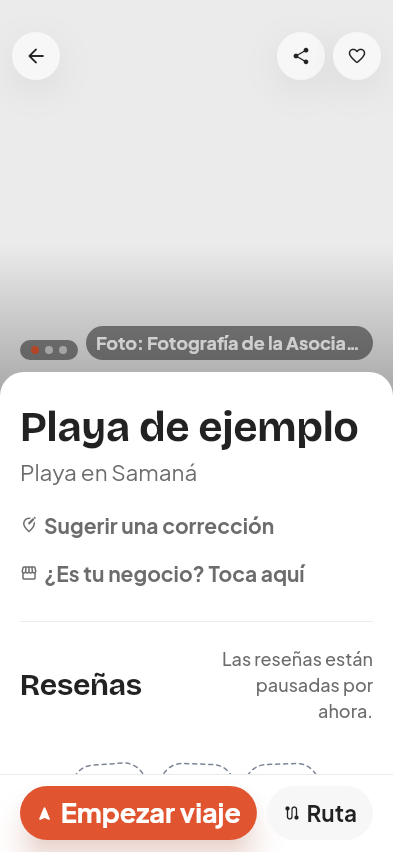 Foto: Fotografía de la Asocia...
Playa de ejemplo
Playa en Samaná
Sugerir una corrección
¿Es tu negocio? Toca aquí
Reseñas
Las reseñas están
pausadas por
ahora.
Empezar viaje
Ruta